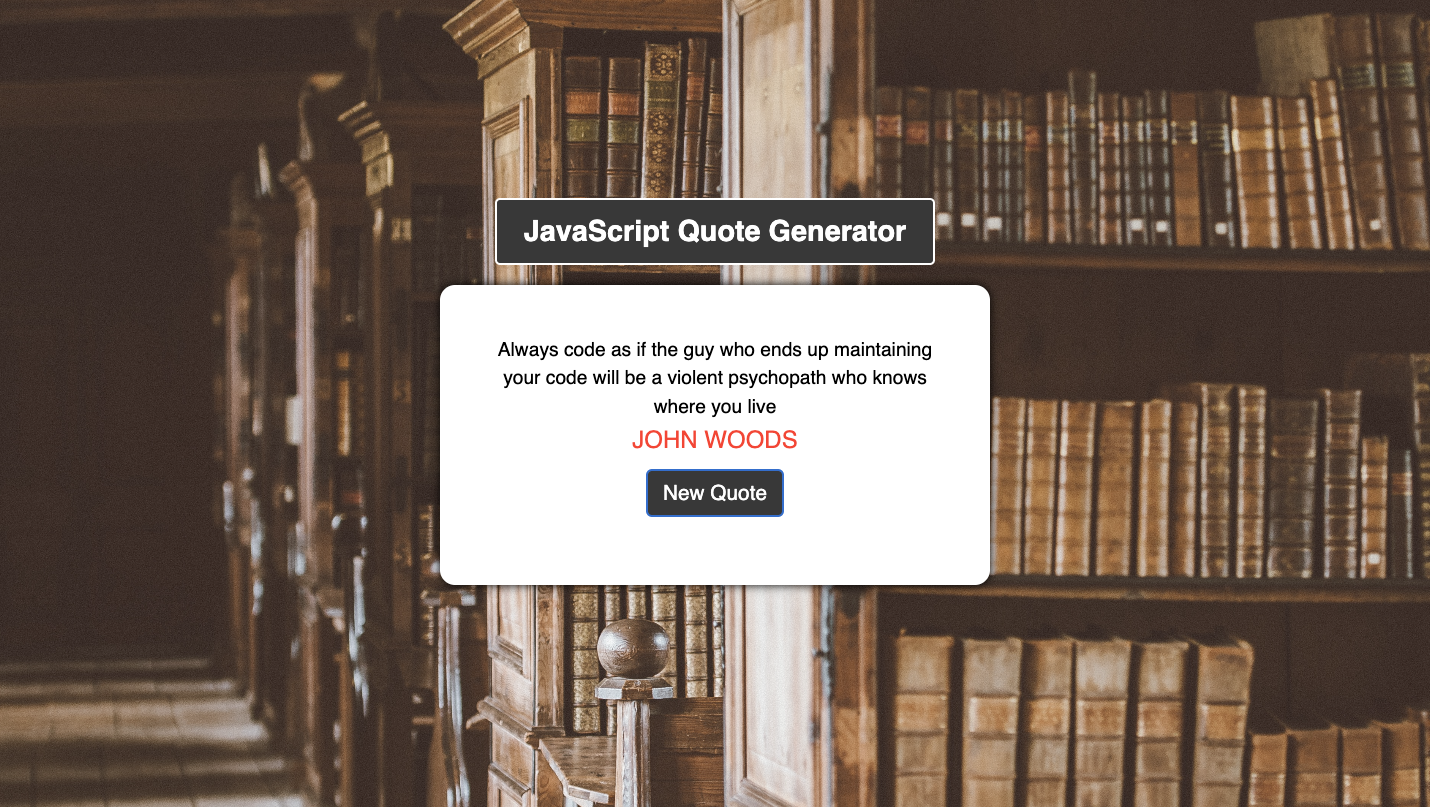 JavaScript Quote Generator
Always code as if the guy who ends up maintaining
your code will be a violent psychopath who knows
where you live
JOHN WOODS
New Quote